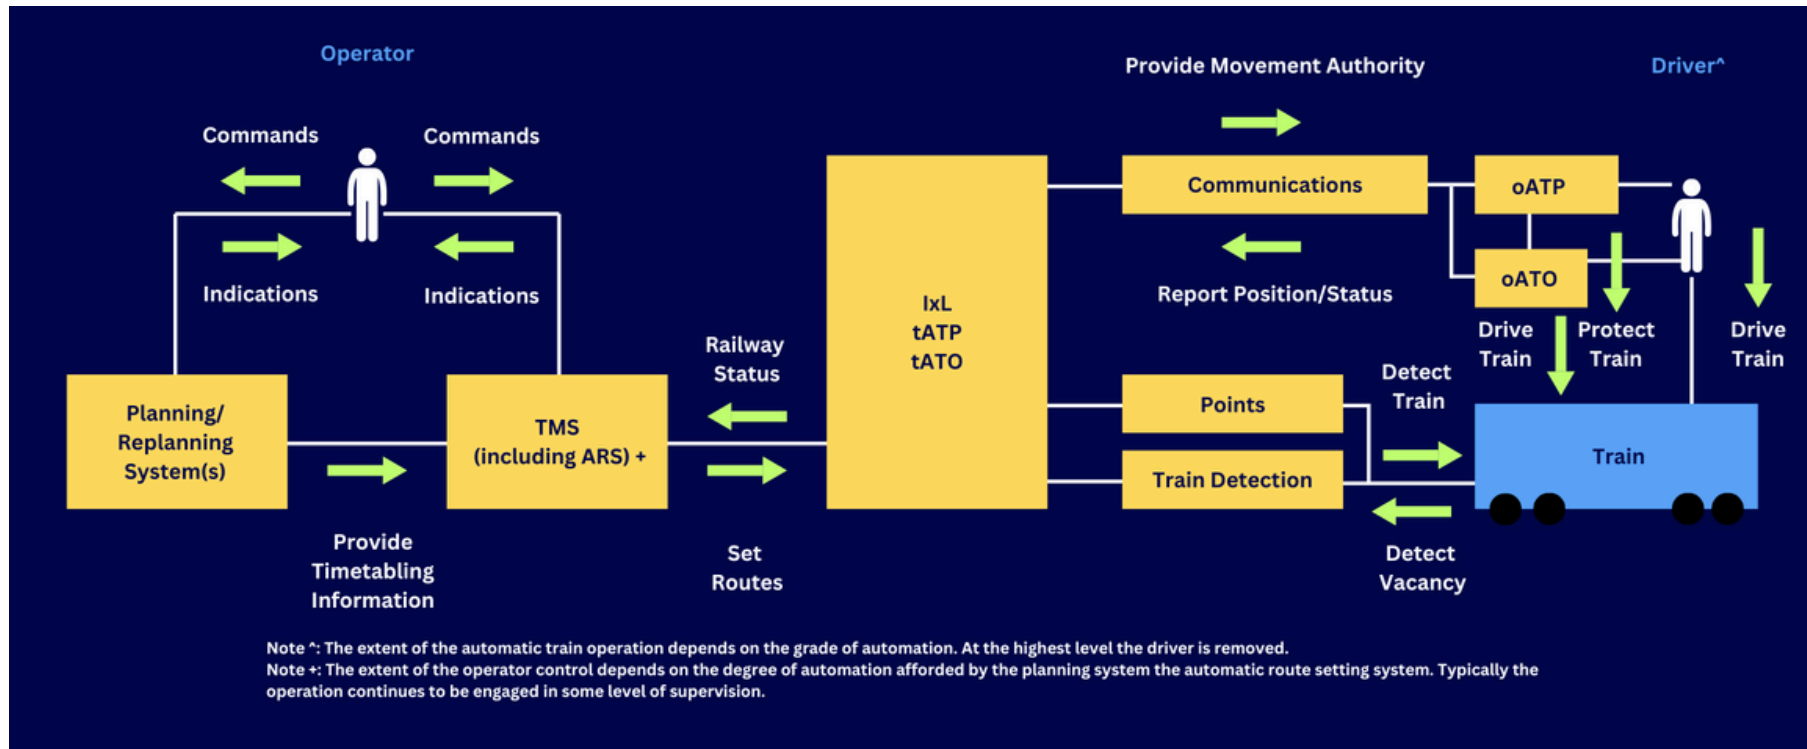 Operator
Provide Movement Authority
Driver^
Commands
Commands
Communications
oATP
Indications
Indications
Report Position/Status
oATO
IxL
tATP
tATO
Drive
Train
Protect
Train
Drive
Train
Railway
Status
Detect
Train
Planning/
Replanning
System(s)
TMS
(including ARS) +
Points
Train Detection
Train
Provide
Timetabling
Information
Set
Routes
Detect
Vacancy
Note ^: The extent of the automatic train operation depends on the grade of automation. At the highest level the driver is removed.
Note +: The extent of the operator control depends on the degree of automation afforded by the planning system the automatic route setting system. Typically the
operation continues to be engaged in some level of supervision.